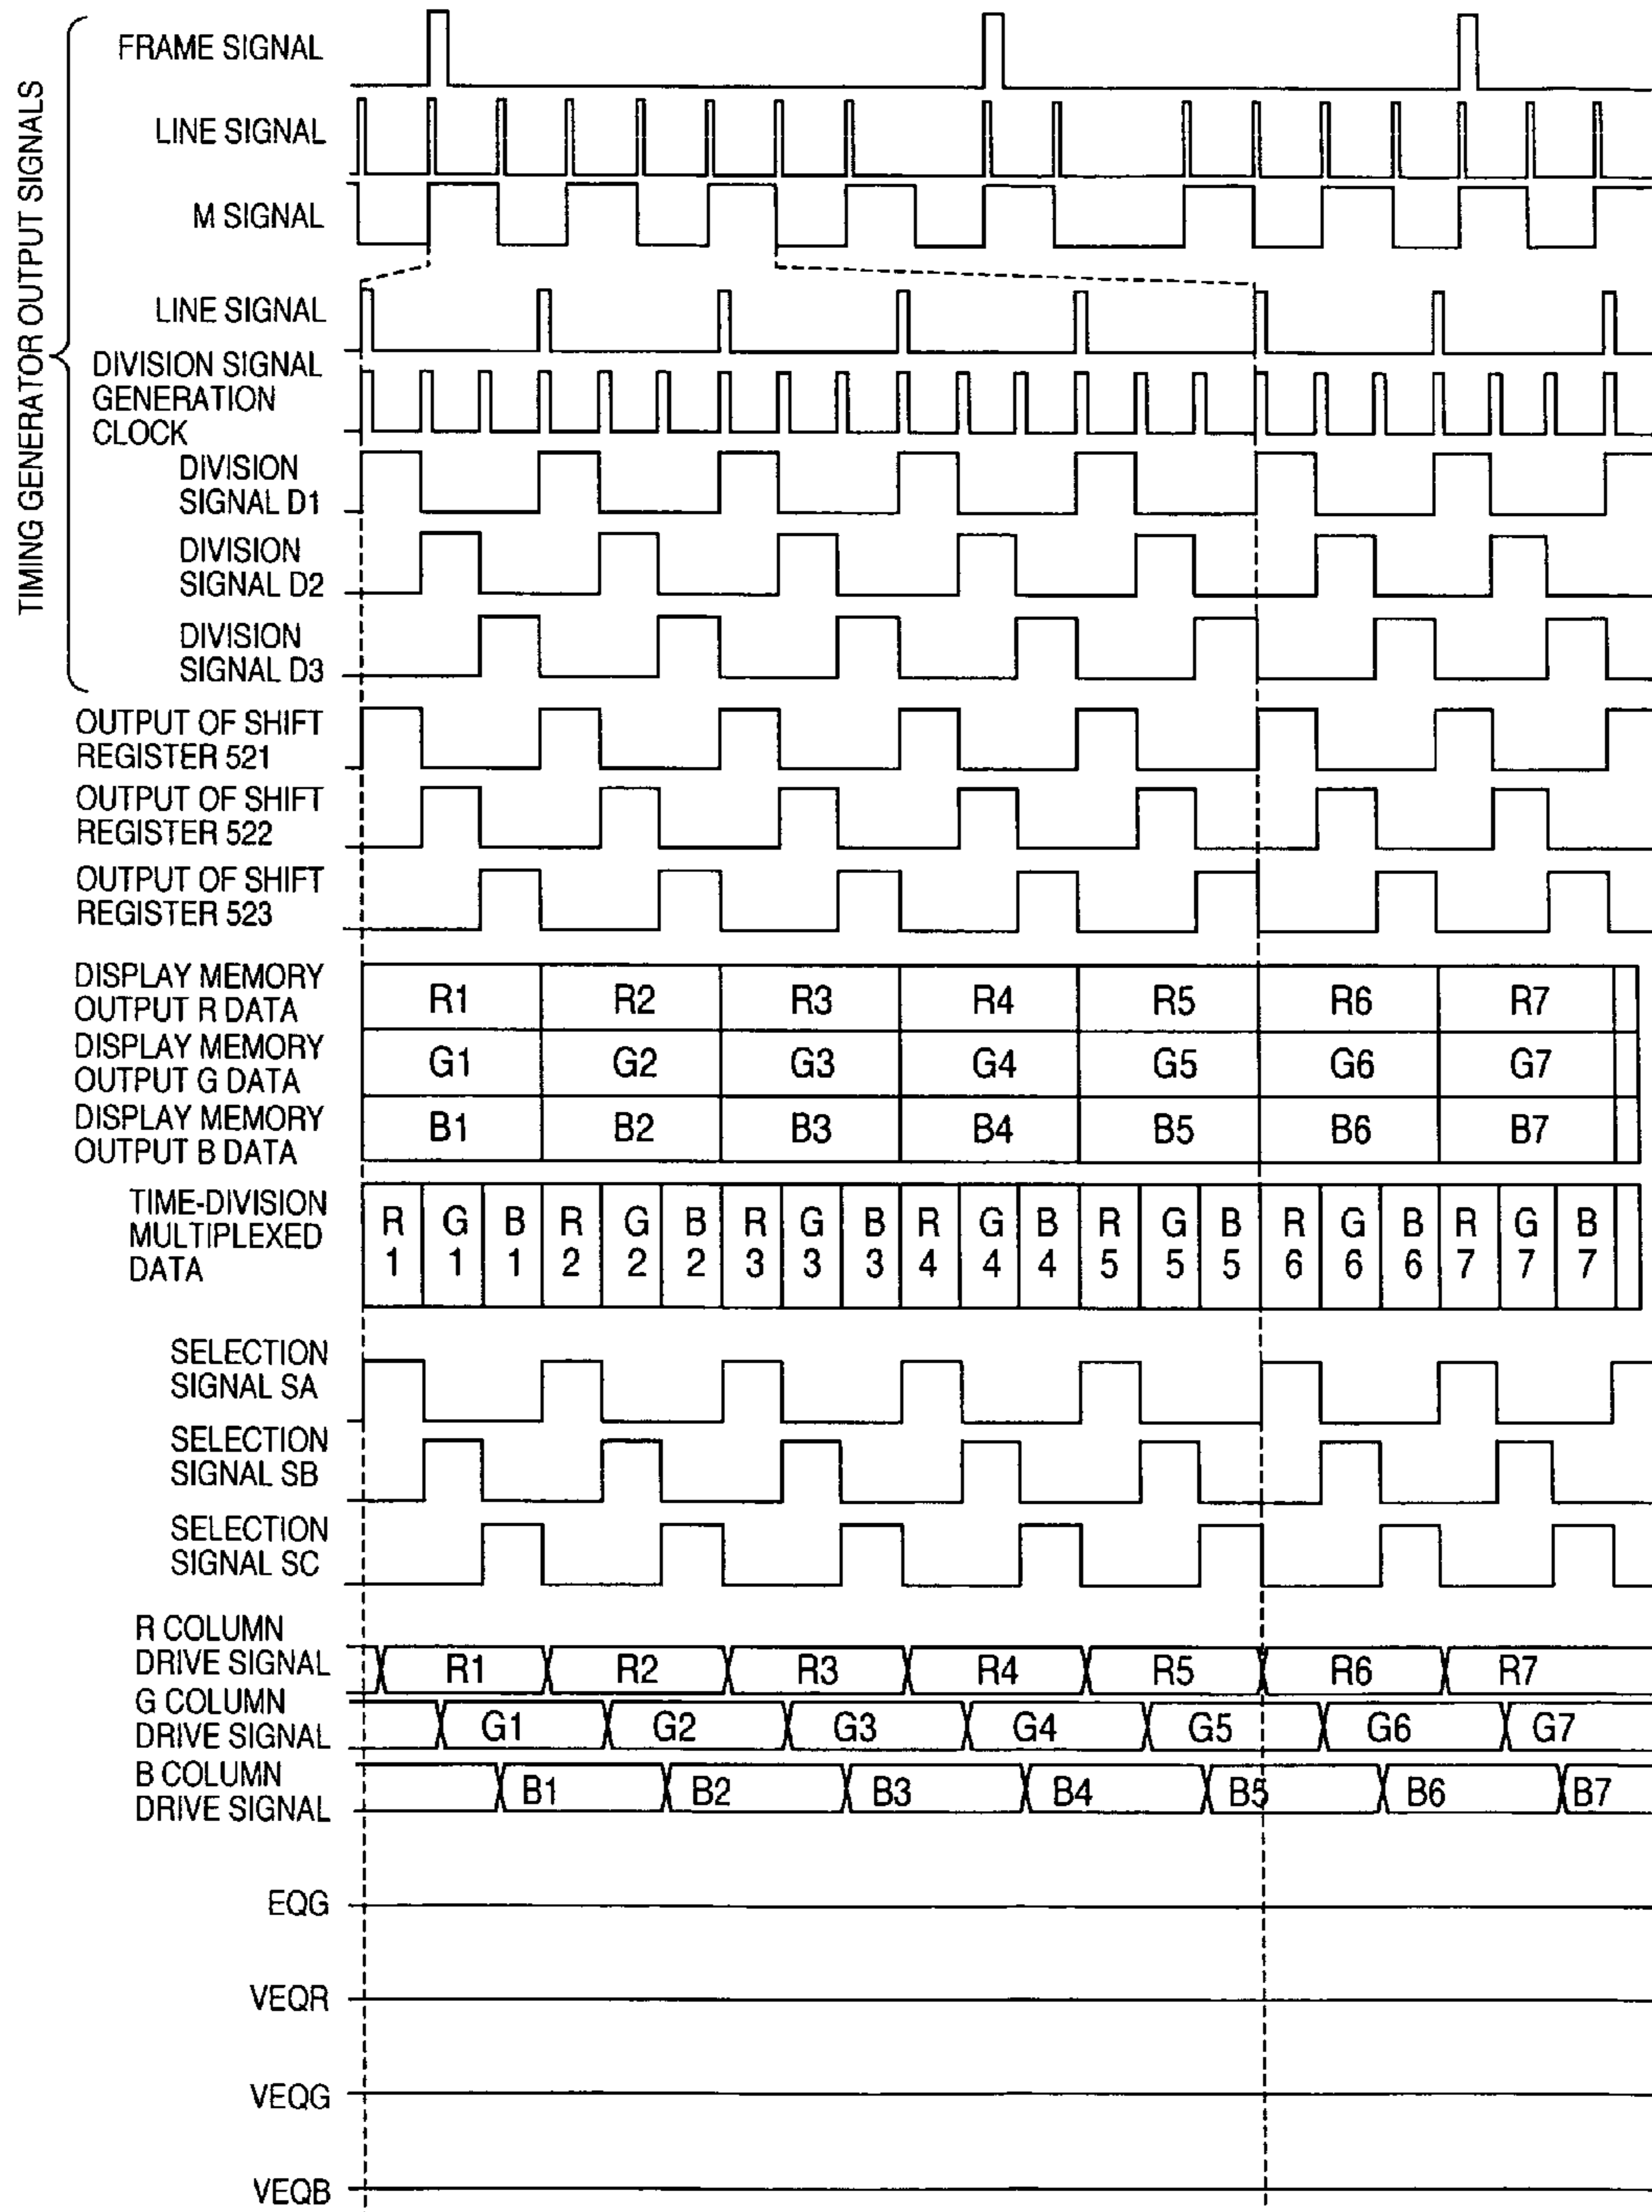 TIMING GENERATOR OUTPUT SIGNALS
FRAME SIGNAL
LINE SIGNAL
M SIGNAL
LINE SIGNAL
DIVISION SIGNAL
GENERATION
CLOCK
DIVISION
SIGNAL D1
DIVISION
SIGNAL D2
DIVISION
SIGNAL D3
OUTPUT OF SHIFT
REGISTER 521
OUTPUT OF SHIFT
REGISTER 522
OUTPUT OF SHIFT
REGISTER 523
DISPLAY MEMORY
OUTPUT R DATA
R1 R2 R3 R4 R5 R6 R7
DISPLAY MEMORY
OUTPUT G DATA
G1 G2 G3 G4 G5 G6 G7
DISPLAY MEMORY
OUTPUT B DATA
B1 B2 B3 B4 B5 B6 B7
TIME-DIVISION
MULTIPLEXED
DATA
R G B R G B R G B R G B R G B R G B R G B
1 1 1 2 2 2 3 3 3 4 4 4 5 5 5 6 6 6 7 7 7
SELECTION
SIGNAL SA
SELECTION
SIGNAL SB
SELECTION
SIGNAL SC
R COLUMN
DRIVE SIGNAL
R1 R2 R3 R4 R5 R6 R7
G COLUMN
DRIVE SIGNAL
G1 G2 G3 G4 G5 G6 G7
B COLUMN
DRIVE SIGNAL
B1 B2 B3 B4 B5 B6 B7
EQG
VEQR
VEQG
VEQB